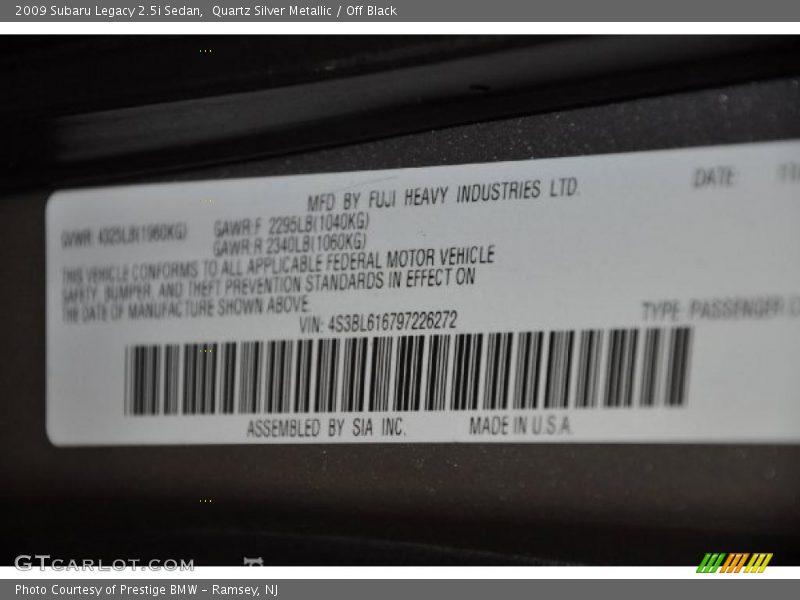 2009 Subaru Legacy 2.5i Sedan, Quartz Silver Metallic / Off Black
MFD BY FUJI HEAVY INDUSTRIES LTD. DATE:
GVWR: 4325LB(1960KG) GAWR:F 2295LB(1040KG)
GAWR:R 2340LB(1060KG)
THIS VEHICLE CONFORMS TO ALL APPLICABLE FEDERAL MOTOR VEHICLE
SAFETY, BUMPER, AND THEFT PREVENTION STANDARDS IN EFFECT ON
THE DATE OF MANUFACTURE SHOWN ABOVE.
VIN: 4S3BL616797226272 TYPE: PASSENGER
ASSEMBLED BY SIA INC. MADE IN U.S.A.
GTCARLOT.COM
Photo Courtesy of Prestige BMW - Ramsey, NJ